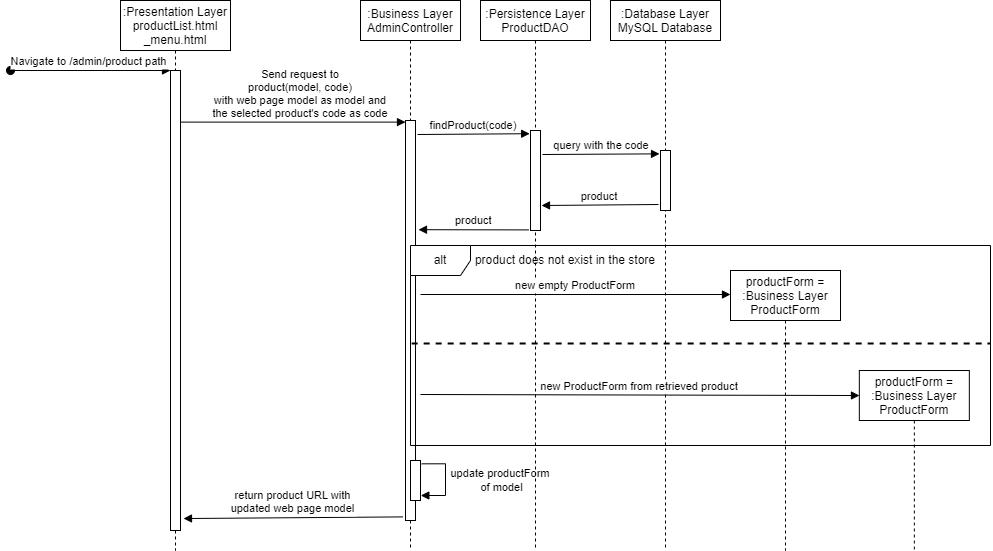 :Presentation Layer
productList.html
_menu.html
:Business Layer
AdminController
:Persistence Layer
ProductDAO
:Database Layer
MySQL Database
Navigate to /admin/product path
Send request to
product(model, code)
with web page model as model and
the selected product's code as code
findProduct(code)
query with the code
product
product
alt
product does not exist in the store
new empty ProductForm
productForm =
:Business Layer
ProductForm
new ProductForm from retrieved product
productForm =
:Business Layer
ProductForm
update productForm
of model
return product URL with
updated web page model